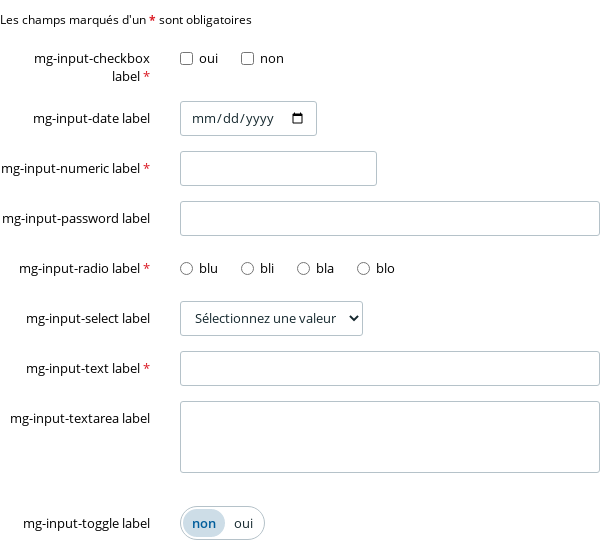 Les champs marqués d'un * sont obligatoires
mg-input-checkbox label * oui non
mg-input-date label mm/dd/yyyy
mg-input-numeric label *
mg-input-password label
mg-input-radio label * blu bli bla blo
mg-input-select label Sélectionnez une valeur
mg-input-text label *
mg-input-textarea label
mg-input-toggle label non oui